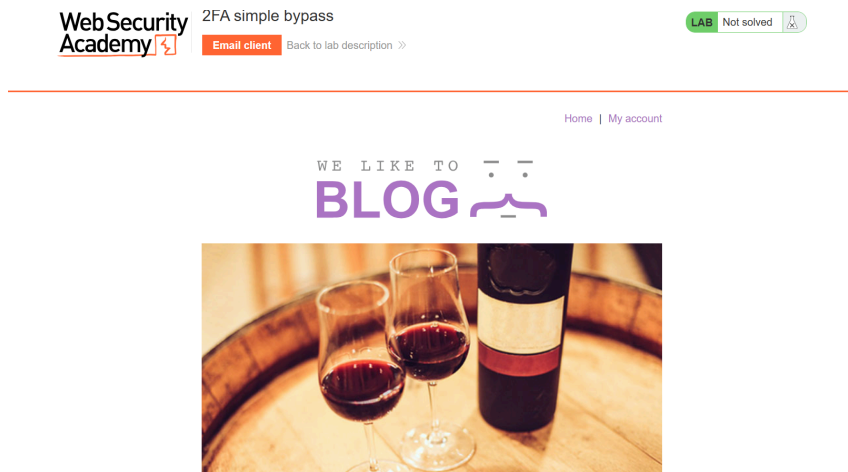 Web Security
Academy
2FA simple bypass
Email client
Back to lab description
LAB
Not solved
Home | My account
WE LIKE TO
BLOG